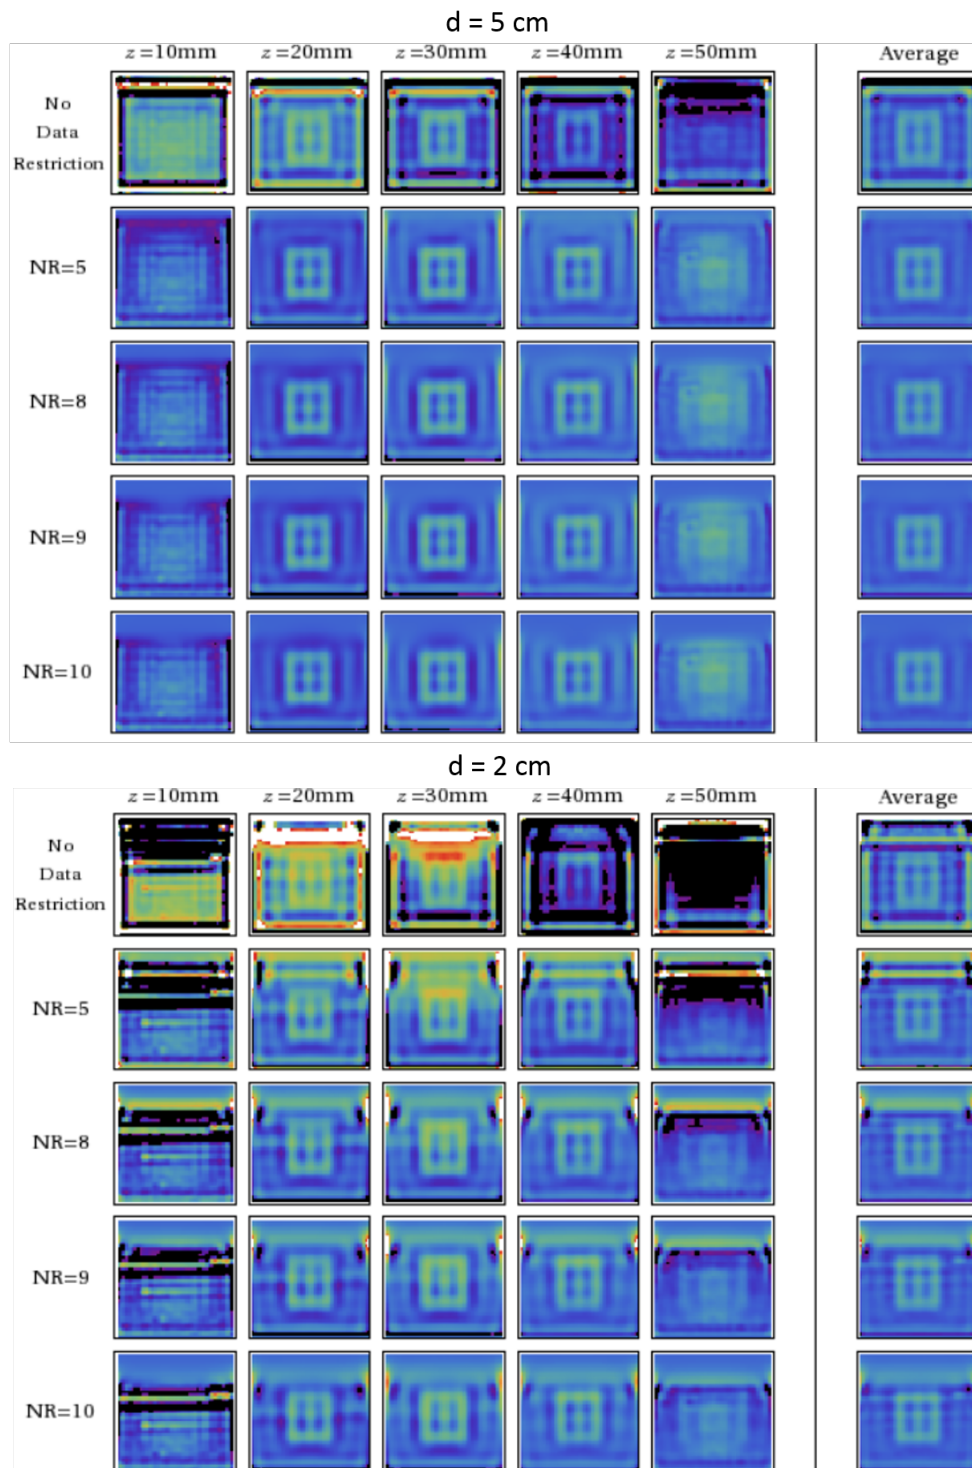 d = 5 cm
z=10mm z=20mm z=30mm z=40mm z=50mm Average
No
Data
Restriction
NR=5
NR=8
NR=9
NR=10
d = 2 cm
z=10mm z=20mm z=30mm z=40mm z=50mm Average
No
Data
Restriction
NR=5
NR=8
NR=9
NR=10